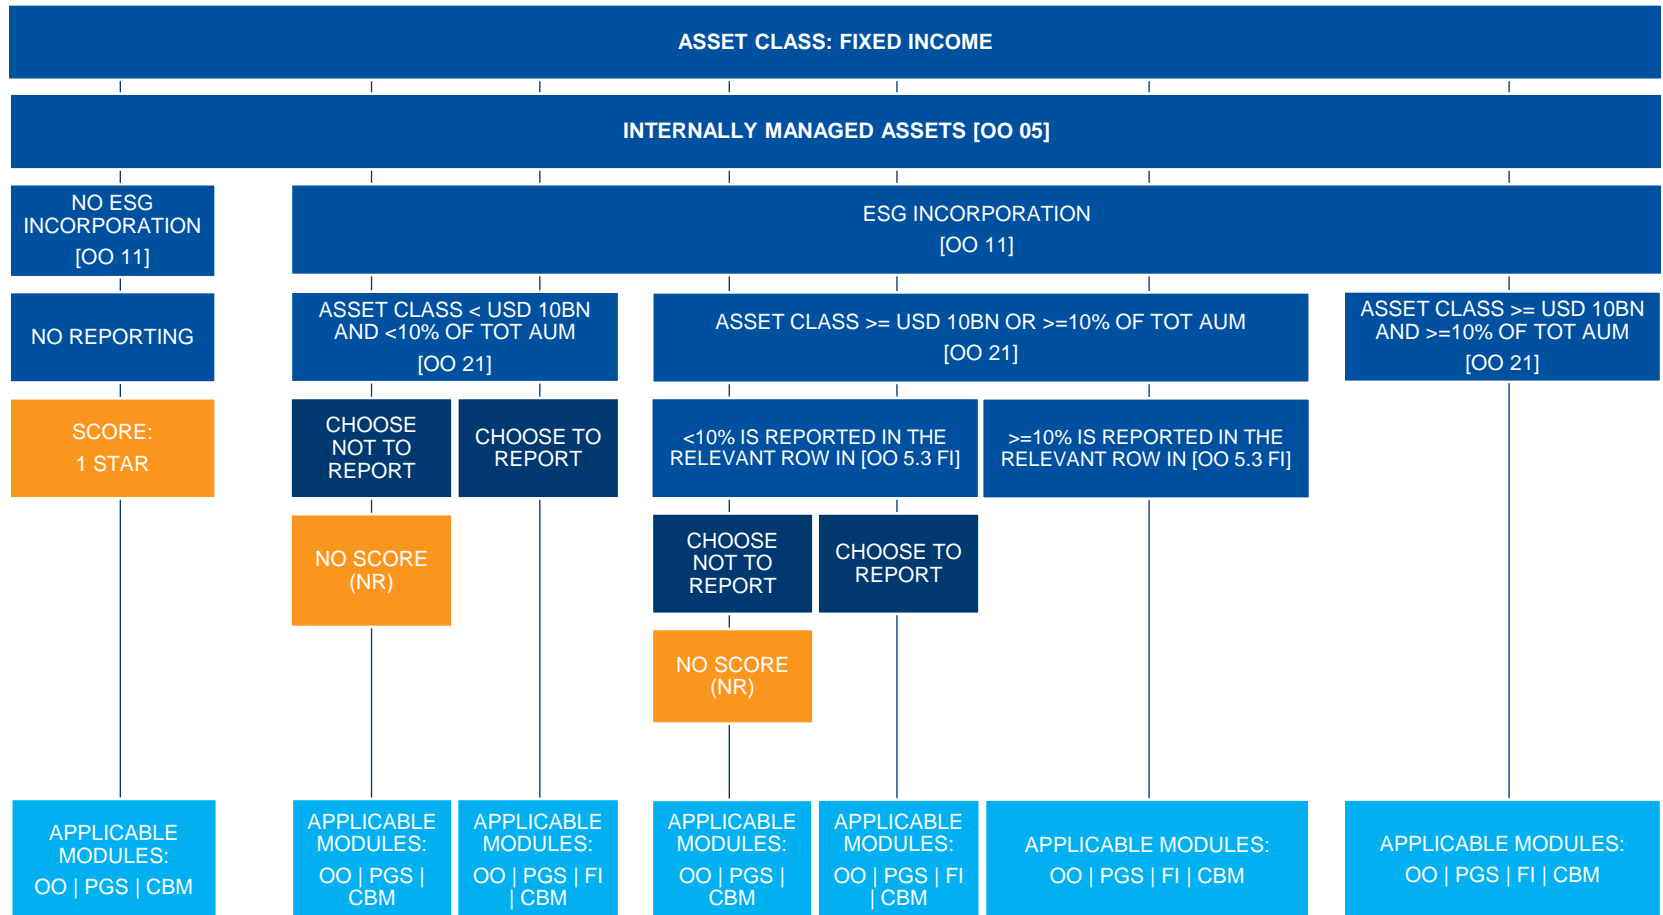 ASSET CLASS: FIXED INCOME
INTERNALLY MANAGED ASSETS [OO 05]
NO ESG
INCORPORATION
[OO 11]
ESG INCORPORATION
[OO 11]
NO REPORTING
ASSET CLASS < USD 10BN
AND <10% OF TOT AUM
[OO 21]
ASSET CLASS >= USD 10BN OR >=10% OF TOT AUM
[OO 21]
ASSET CLASS >= USD 10BN
AND >=10% OF TOT AUM
[OO 21]
SCORE:
1 STAR
CHOOSE
NOT TO
REPORT
CHOOSE TO
REPORT
<10% IS REPORTED IN THE
RELEVANT ROW IN [OO 5.3 FI]
>=10% IS REPORTED IN THE
RELEVANT ROW IN [OO 5.3 FI]
NO SCORE
(NR)
CHOOSE
NOT TO
REPORT
CHOOSE TO
REPORT
NO SCORE
(NR)
APPLICABLE
MODULES:
OO | PGS | CBM
APPLICABLE
MODULES:
OO | PGS |
CBM
APPLICABLE
MODULES:
OO | PGS | FI
| CBM
APPLICABLE
MODULES:
OO | PGS |
CBM
APPLICABLE
MODULES:
OO | PGS | FI
| CBM
APPLICABLE MODULES:
OO | PGS | FI | CBM
APPLICABLE MODULES:
OO | PGS | FI | CBM